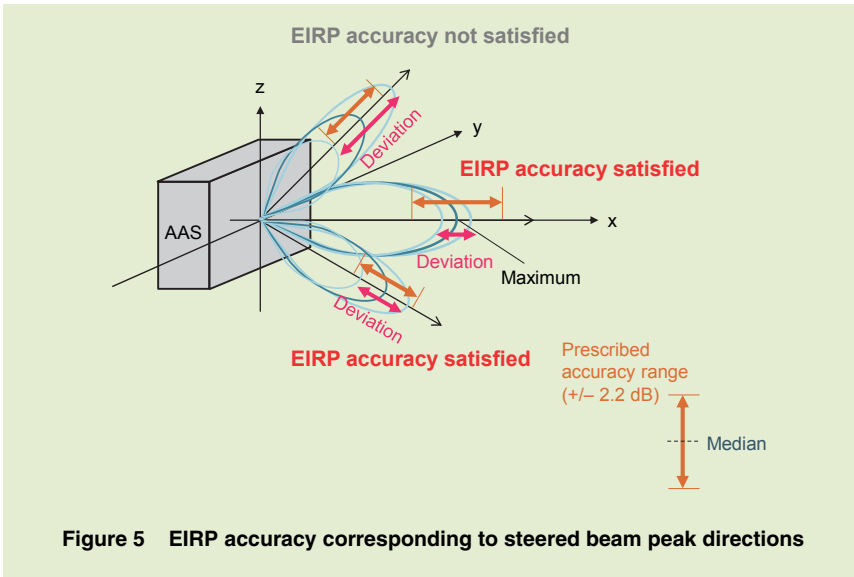 EIRP accuracy not satisfied
z
y
Deviation
EIRP accuracy satisfied
AAS
x
Deviation
Maximum
Deviation
EIRP accuracy satisfied
Prescribed
accuracy range
(+/– 2.2 dB)
Median
Figure 5 EIRP accuracy corresponding to steered beam peak directions